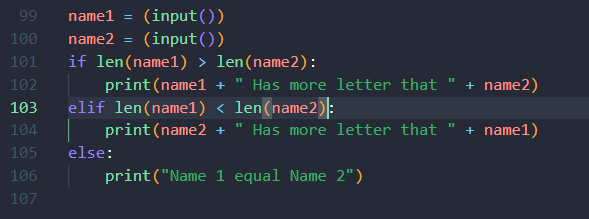 99 name1 = (input())
100 name2 = (input())
101 if len(name1) > len(name2):
102     print(name1 + " Has more letter that " + name2)
103 elif len(name1) < len(name2):
104     print(name2 + " Has more letter that " + name1)
105 else:
106     print("Name 1 equal Name 2")
107